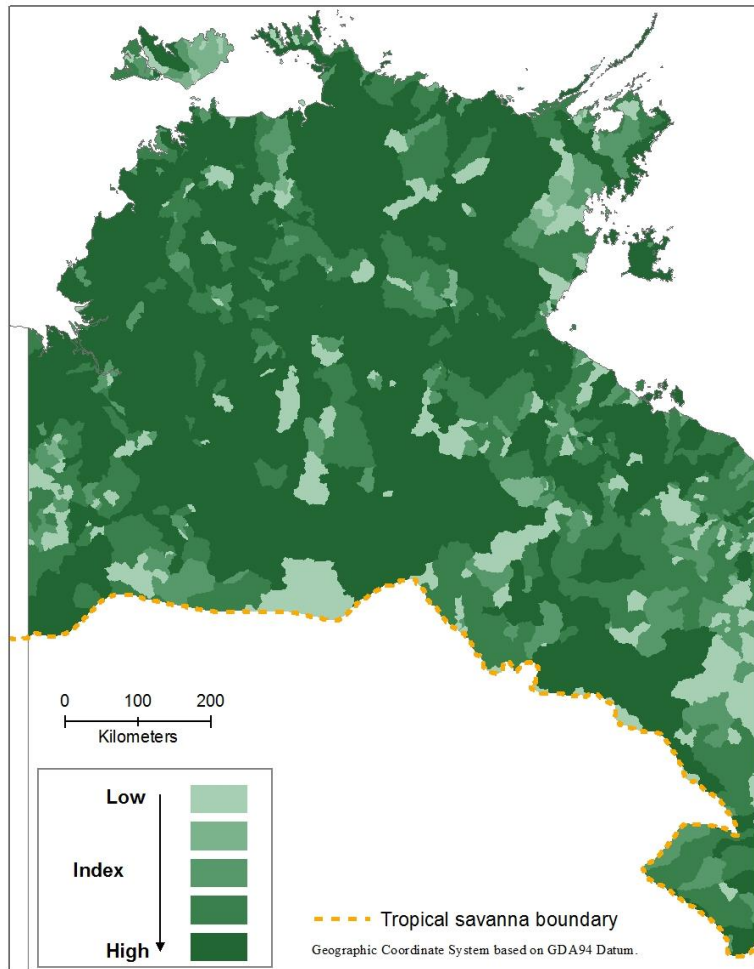 0 100 200
Kilometers
Low
Index
High
Tropical savanna boundary
Geographic Coordinate System based on GDA94 Datum.